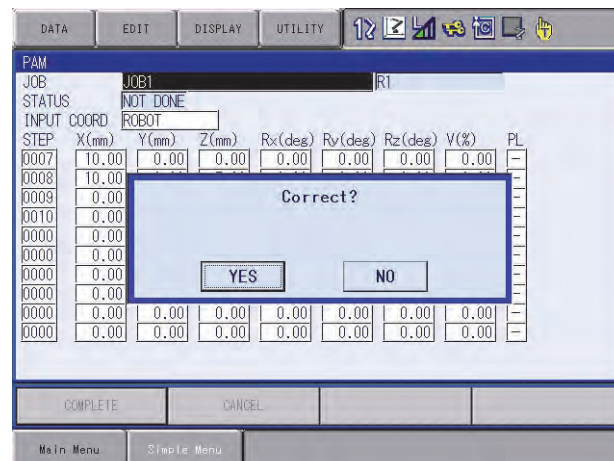 DATA EDIT DISPLAY UTILITY
PAM
JOB JOB1 R1
STATUS NOT DONE
INPUT COORD ROBOT
STEP X(mm) Y(mm) Z(mm) Rx(deg) Ry(deg) Rz(deg) V(%) PL
0007 10.00 0.00 0.00 0.00 0.00 0.00 0.00 -
0008 10.00 -
0009 0.00 -
0010 0.00 -
0000 0.00 -
0000 0.00 -
0000 0.00 -
0000 0.00 -
0000 0.00 0.00 0.00 0.00 0.00 0.00 0.00 -
0000 0.00 0.00 0.00 0.00 0.00 0.00 0.00 -
Correct?
YES NO
COMPLETE CANCEL
Main Menu Simple Menu